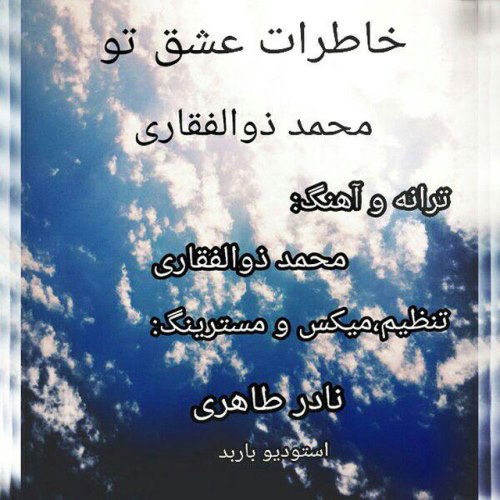 خاطرات عشق تو
محمد ذوالفقاری
ترانه و آهنگ:
محمد ذوالفقاری
تنظیم،میکس و مسترینگ:
نادر طاهری
استودیو باربد